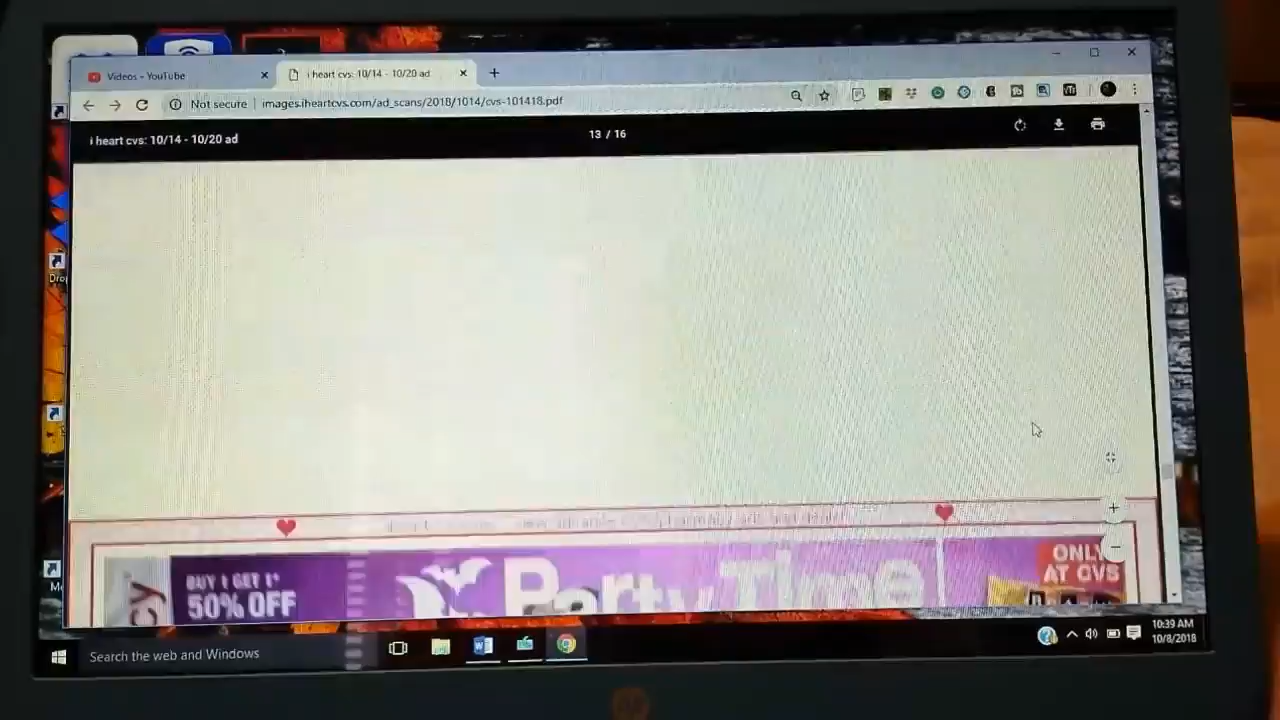 Videos - YouTube
i heart cvs: 10/14 - 10/20 ad
Not secure | images.iheartcvs.com/ad_scans/2018/1014/cvs-101418.pdf
i heart cvs: 10/14 - 10/20 ad
13 / 16
BUY 1 GET 1*
50% OFF
Party Time
ONLY
AT CVS
Search the web and Windows
10:39 AM
10/8/2018